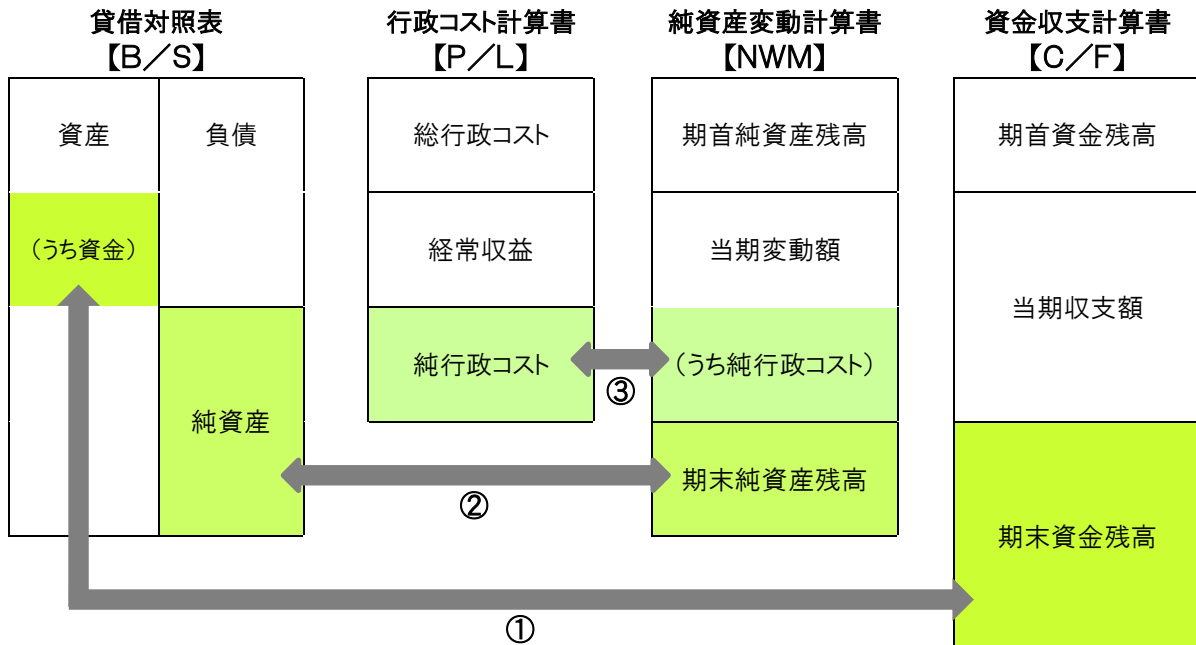 貸借対照表
【B／S】
行政コスト計算書
【P／L】
純資産変動計算書
【NWM】
資金収支計算書
【C／F】
資産
負債
総行政コスト
期首純資産残高
期首資金残高
（うち資金）
経常収益
当期変動額
当期収支額
純行政コスト
③
（うち純行政コスト）
純資産
②
期末純資産残高
期末資金残高
①